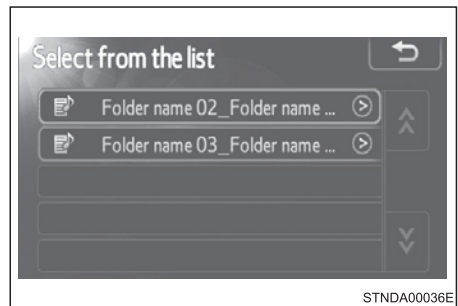 Select from the list
Folder name 02_Folder name ...
Folder name 03_Folder name ...
STNDA00036E